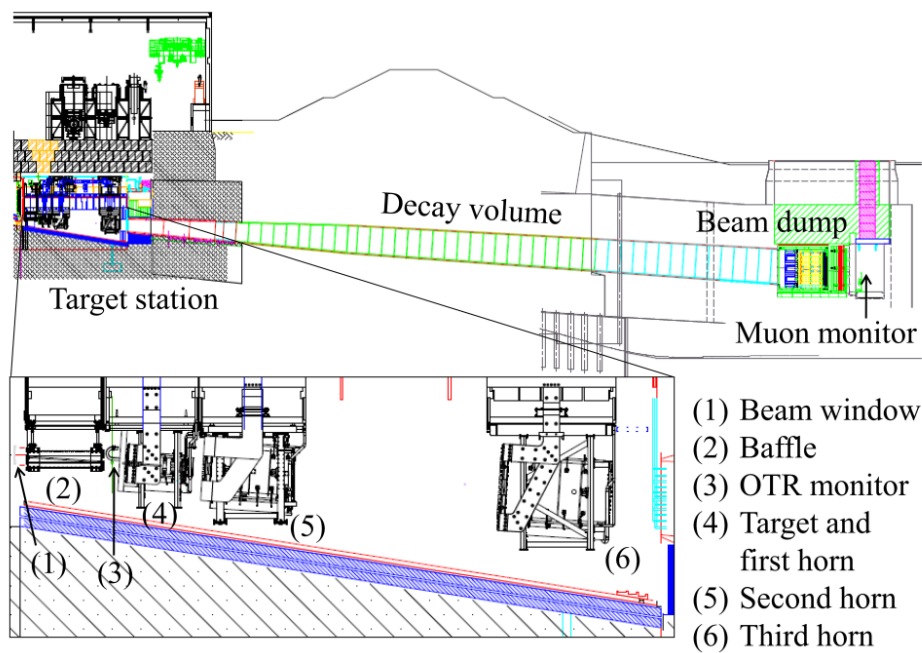 Decay volume
Beam dump
Target station
Muon monitor
(1) Beam window
(2) Baffle
(3) OTR monitor
(4) Target and
first horn
(5) Second horn
(6) Third horn
(2)
(4)
(5)
(6)
(1)
(3)